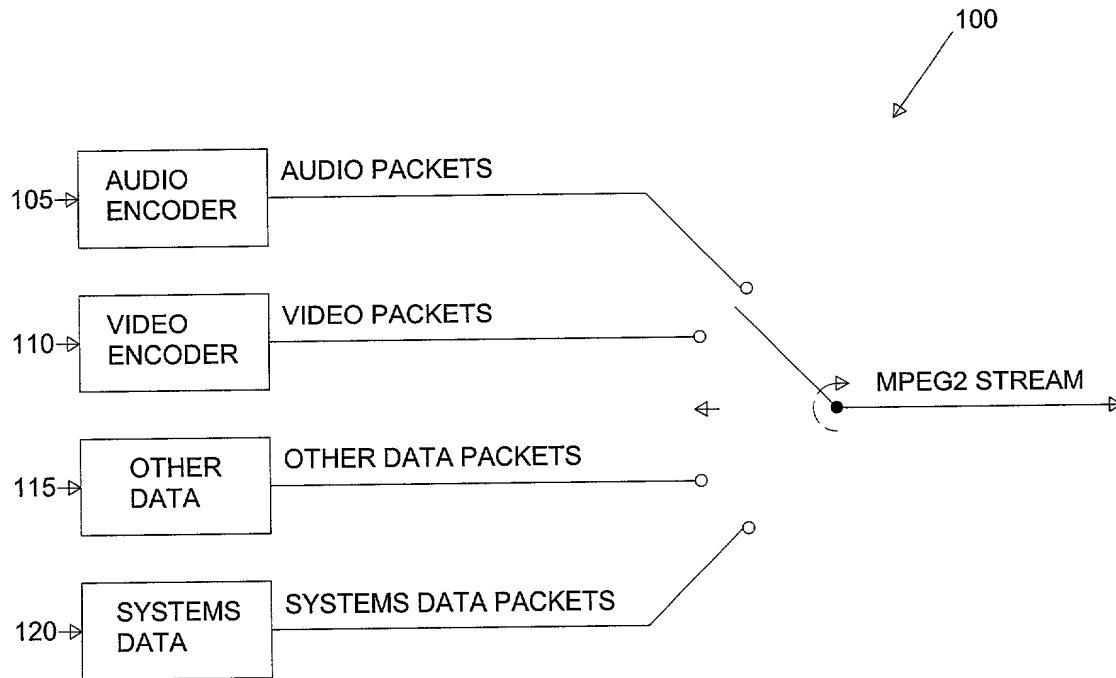 100
105
AUDIO
ENCODER
AUDIO PACKETS
110
VIDEO
ENCODER
VIDEO PACKETS
MPEG2 STREAM
115
OTHER
DATA
OTHER DATA PACKETS
120
SYSTEMS
DATA
SYSTEMS DATA PACKETS